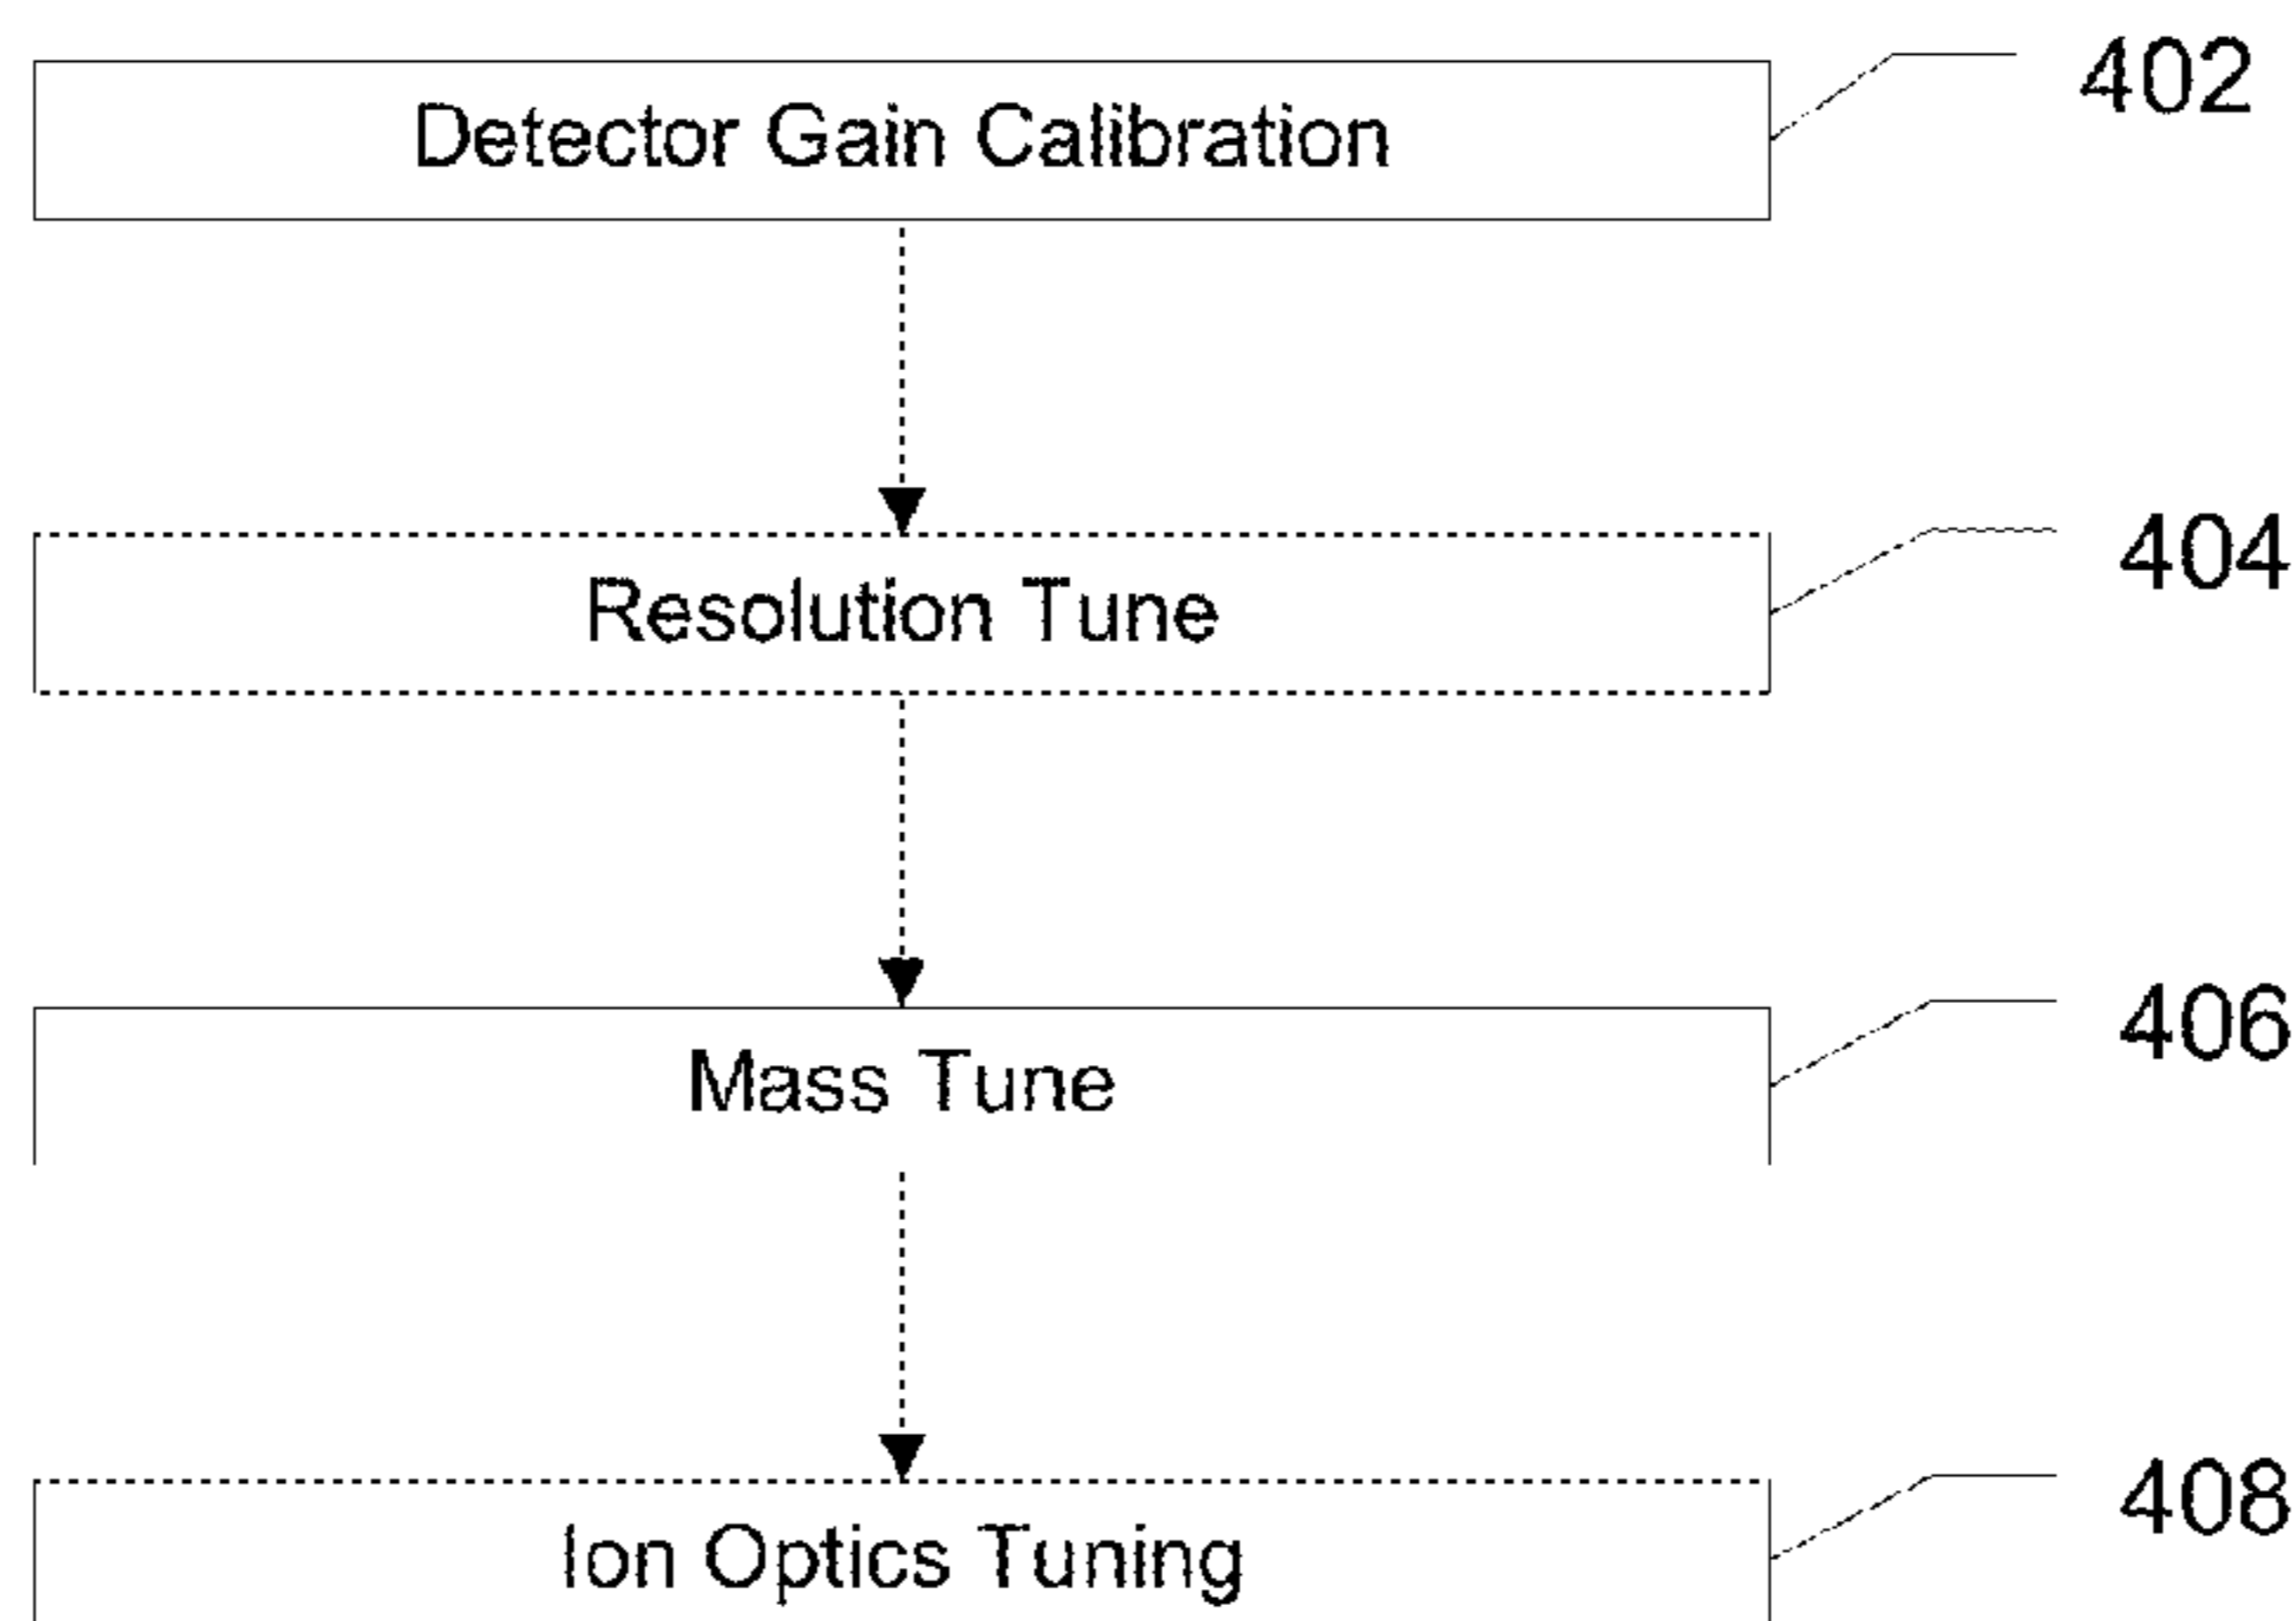 Detector Gain Calibration 402
Resolution Tune 404
Mass Tune 406
Ion Optics Tuning 408